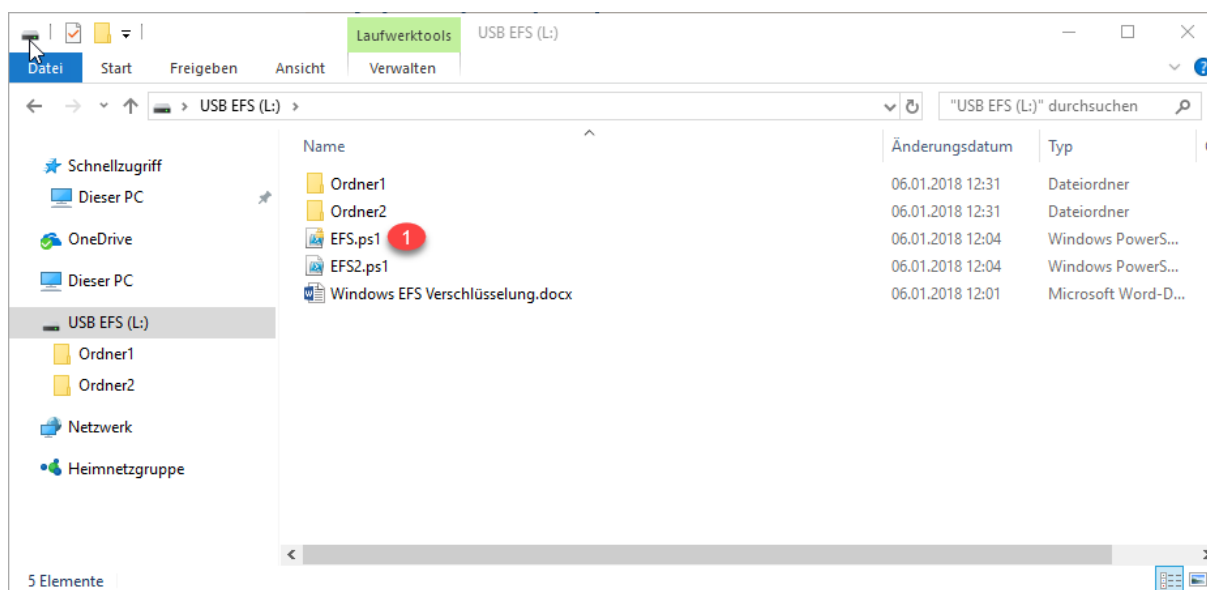 Laufwerktools USB EFS (L:)
Datei Start Freigeben Ansicht Verwalten ?
USB EFS (L:) "USB EFS (L:)" durchsuchen
Name Änderungsdatum Typ
Schnellzugriff
Dieser PC
OneDrive
Dieser PC
USB EFS (L:)
Ordner1
Ordner2
Netzwerk
Heimnetzgruppe
Ordner1 06.01.2018 12:31 Dateiordner
Ordner2 06.01.2018 12:31 Dateiordner
EFS.ps1 1 06.01.2018 12:04 Windows PowerS...
EFS2.ps1 06.01.2018 12:04 Windows PowerS...
Windows EFS Verschlüsselung.docx 06.01.2018 12:01 Microsoft Word-D...
5 Elemente